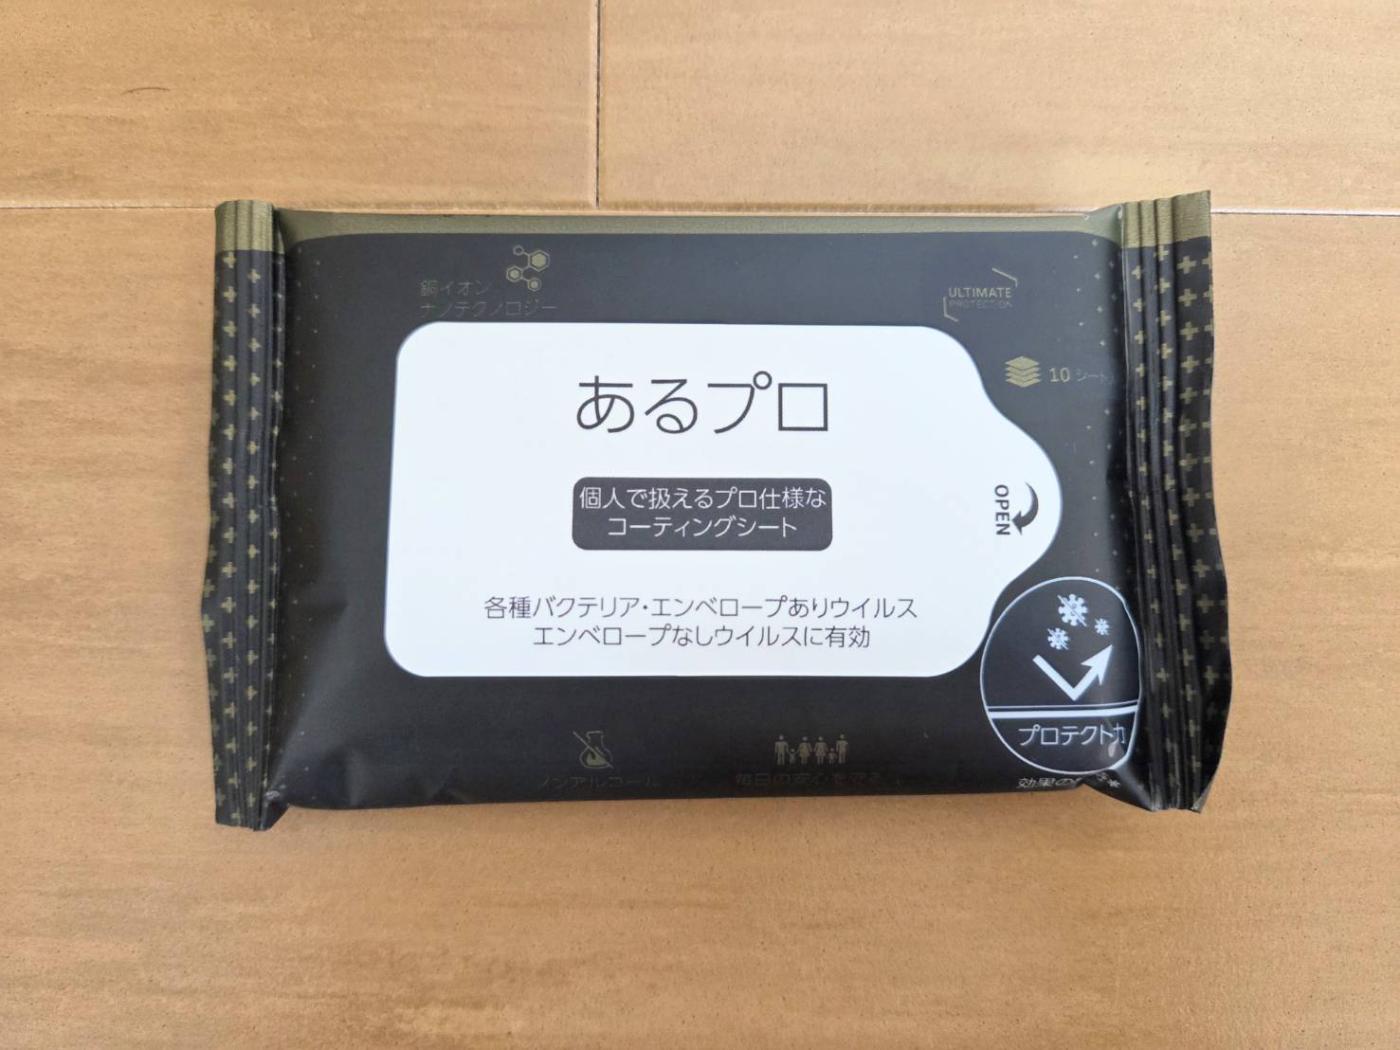 銅イオン
ナノテクノロジー
ULTIMATE
PROTECTION
10 シート入
あるプロ
個人で扱えるプロ仕様な
コーティングシート
OPEN
各種バクテリア・エンベロープありウイルス
エンベロープなしウイルスに有効
プロテクト力
ノンアルコール
毎日の安心を守る
効果の